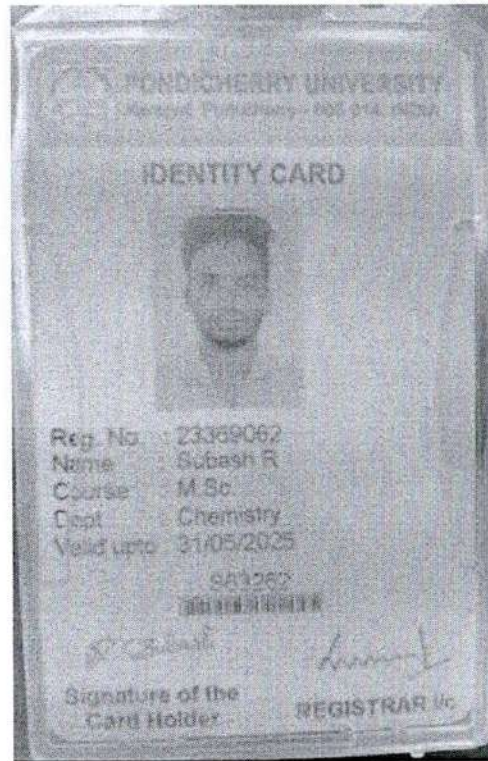 PONDICHERRY UNIVERSITY
IDENTITY CARD
Reg. No. : 23369062
Name : Subash R
Course : M.Sc.
Dept : Chemistry
Valid upto : 31/05/2025
R Subash
Signature of the
Card Holder
REGISTRAR i/c